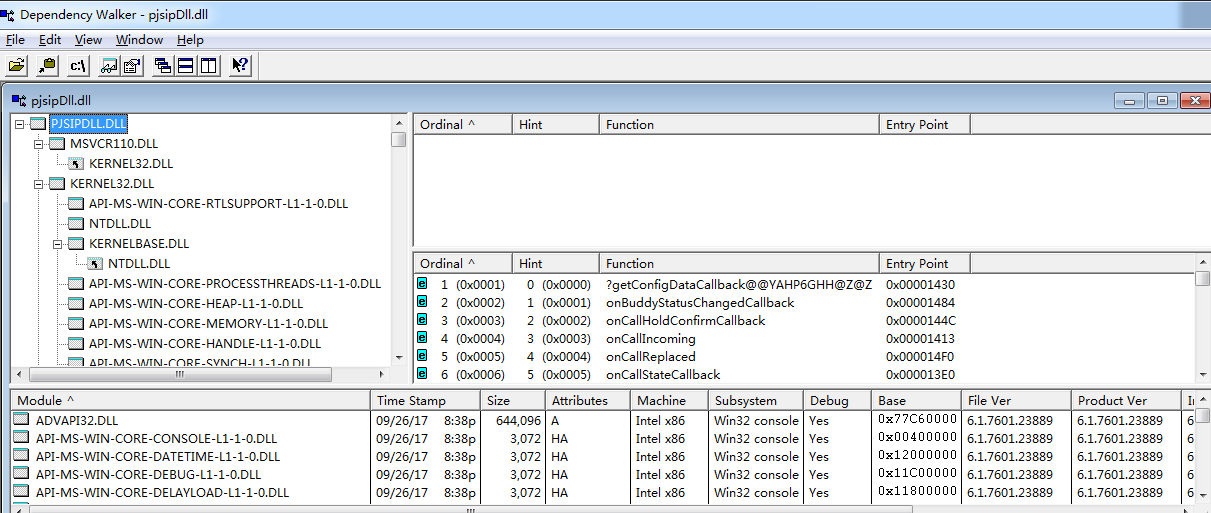 Dependency Walker - pjsipDll.dll
File Edit View Window Help
c:\
pjsipDll.dll
PJSIPDLL.DLL
MSVCR110.DLL
KERNEL32.DLL
KERNEL32.DLL
API-MS-WIN-CORE-RTLSUPPORT-L1-1-0.DLL
NTDLL.DLL
KERNELBASE.DLL
NTDLL.DLL
API-MS-WIN-CORE-PROCESSTHREADS-L1-1-0.DLL
API-MS-WIN-CORE-HEAP-L1-1-0.DLL
API-MS-WIN-CORE-MEMORY-L1-1-0.DLL
API-MS-WIN-CORE-HANDLE-L1-1-0.DLL
API-MS-WIN-CORE-SYNCH-L1-1-0.DLL
Ordinal ^ Hint Function Entry Point
Ordinal ^ Hint Function Entry Point
1 (0x0001) 0 (0x0000) ?getConfigDataCallback@@YAHP6GHH@Z@Z 0x00001430
2 (0x0002) 1 (0x0001) onBuddyStatusChangedCallback 0x00001484
3 (0x0003) 2 (0x0002) onCallHoldConfirmCallback 0x0000144C
4 (0x0004) 3 (0x0003) onCallIncoming 0x00001413
5 (0x0005) 4 (0x0004) onCallReplaced 0x000014F0
6 (0x0006) 5 (0x0005) onCallStateCallback 0x000013E0
Module ^ Time Stamp Size Attributes Machine Subsystem Debug Base File Ver Product Ver
ADVAPI32.DLL 09/26/17 8:38p 644,096 A Intel x86 Win32 console Yes 0x77C60000 6.1.7601.23889 6.1.7601.23889 6
API-MS-WIN-CORE-CONSOLE-L1-1-0.DLL 09/26/17 8:38p 3,072 HA Intel x86 Win32 console Yes 0x00400000 6.1.7601.23889 6.1.7601.23889 6
API-MS-WIN-CORE-DATETIME-L1-1-0.DLL 09/26/17 8:38p 3,072 HA Intel x86 Win32 console Yes 0x12000000 6.1.7601.23889 6.1.7601.23889 6
API-MS-WIN-CORE-DEBUG-L1-1-0.DLL 09/26/17 8:38p 3,072 HA Intel x86 Win32 console Yes 0x11C00000 6.1.7601.23889 6.1.7601.23889 6
API-MS-WIN-CORE-DELAYLOAD-L1-1-0.DLL 09/26/17 8:38p 3,072 HA Intel x86 Win32 console Yes 0x11800000 6.1.7601.23889 6.1.7601.23889 6